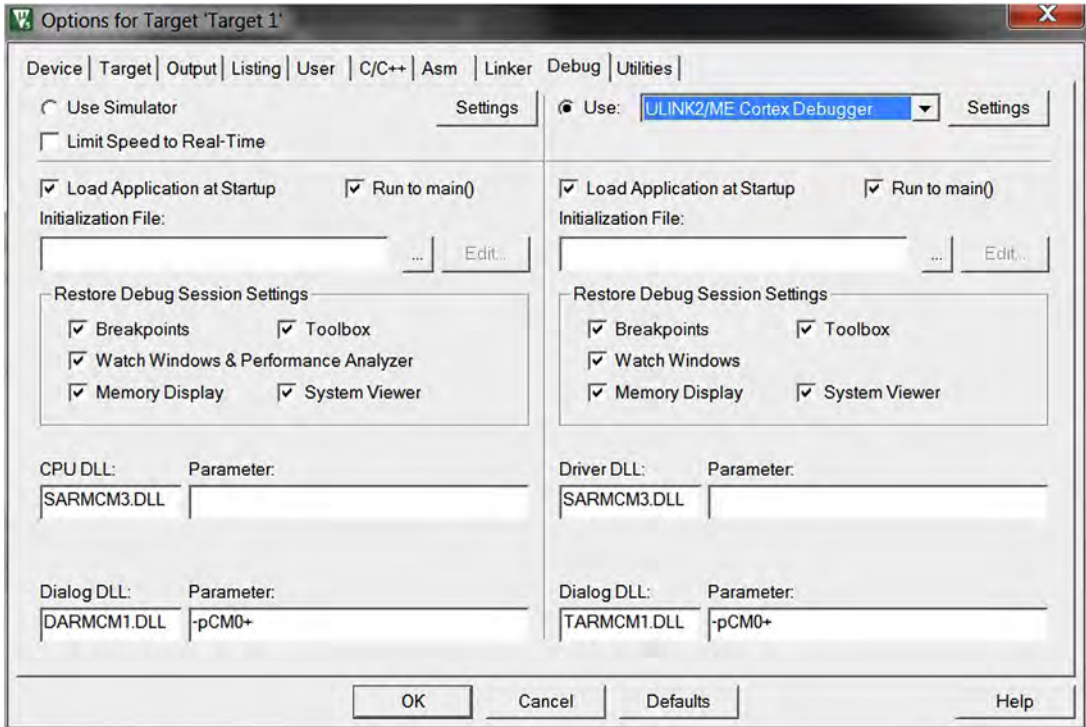 Options for Target 'Target 1'
Device | Target | Output | Listing | User | C/C++ | Asm | Linker Debug | Utilities |
Use Simulator Settings
Limit Speed to Real-Time
Use: ULINK2/ME Cortex Debugger Settings
Load Application at Startup Run to main()
Initialization File:
... Edit...
Restore Debug Session Settings
Breakpoints Toolbox
Watch Windows & Performance Analyzer
Memory Display System Viewer
CPU DLL: Parameter:
SARMCM3.DLL
Dialog DLL: Parameter:
DARMCM1.DLL -pCM0+
Load Application at Startup Run to main()
Initialization File:
... Edit...
Restore Debug Session Settings
Breakpoints Toolbox
Watch Windows
Memory Display System Viewer
Driver DLL: Parameter:
SARMCM3.DLL
Dialog DLL: Parameter:
TARMCM1.DLL -pCM0+
OK Cancel Defaults Help